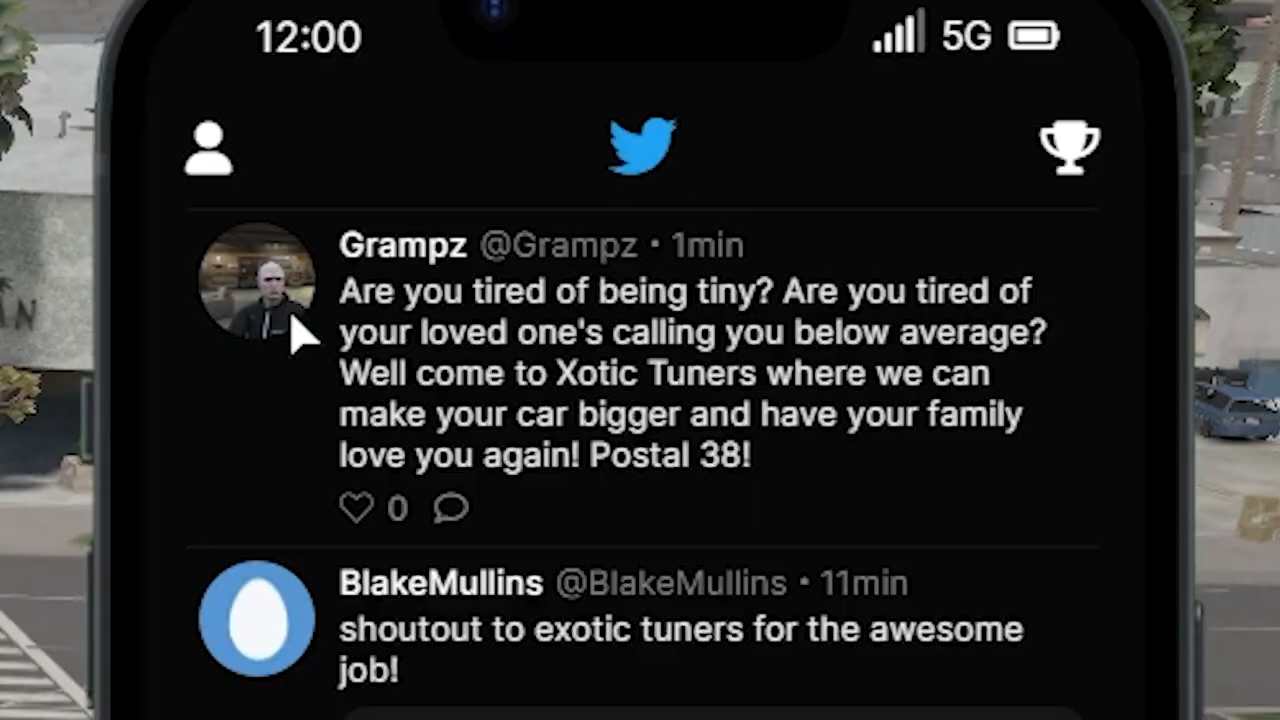 12:00 5G
Grampz @Grampz • 1min
Are you tired of being tiny? Are you tired of
your loved one's calling you below average?
Well come to Xotic Tuners where we can
make your car bigger and have your family
love you again! Postal 38!
0
BlakeMullins @BlakeMullins • 11min
shoutout to exotic tuners for the awesome
job!
AN